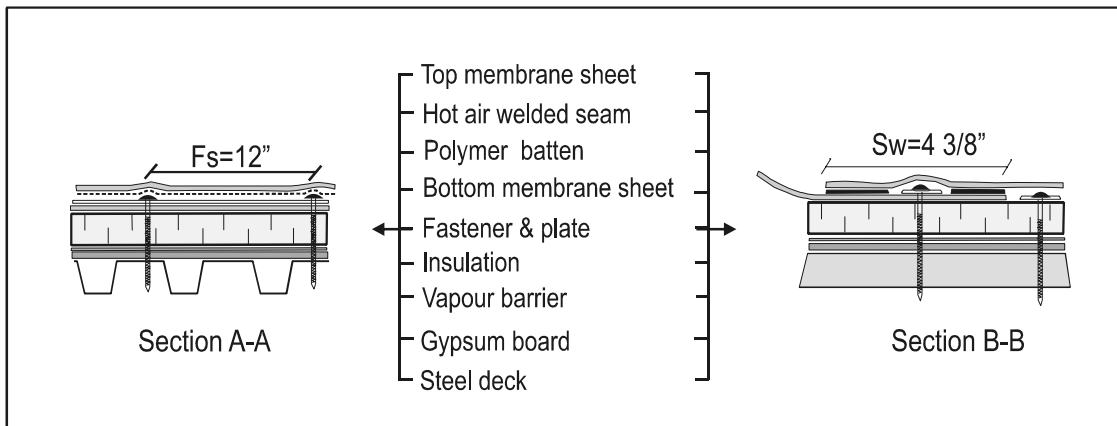 Fs=12”
Section A-A
Top membrane sheet
Hot air welded seam
Polymer batten
Bottom membrane sheet
Fastener & plate
Insulation
Vapour barrier
Gypsum board
Steel deck
Sw=4 3/8”
Section B-B